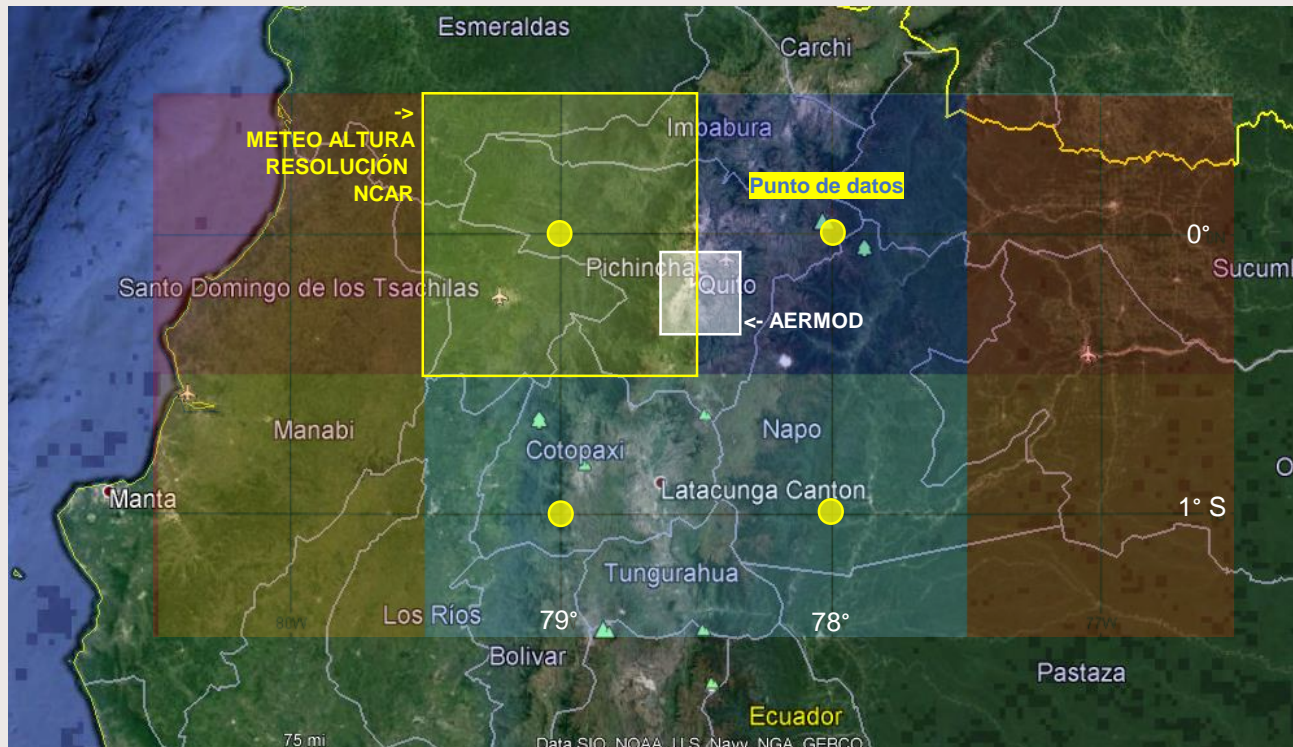 Esmeraldas
Carchi
->
METEO ALTURA
RESOLUCIÓN
NCAR
Imbabura
Punto de datos
0°
Pichincha
Quito
Sucumb
Santo Domingo de los Tsachilas
<- AERMOD
Manabi
Napo
Cotopaxi
Manta
Latacunga Canton
1° S
Tungurahua
Los Ríos
79°
78°
80W
77W
Bolivar
Pastaza
Ecuador
75 mi
Data SIO, NOAA, U.S. Navy, NGA, GEBCO